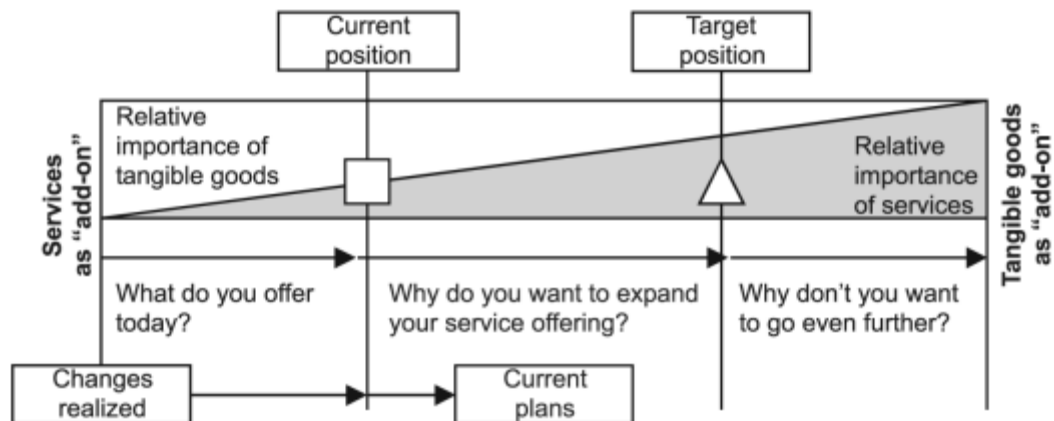 Current
position
Target
position
Relative
importance of
tangible goods
Relative
importance
of services
Services
as “add-on”
Tangible goods
as “add-on”
What do you offer
today?
Why do you want to expand
your service offering?
Why don’t you want
to go even further?
Changes
realized
Current
plans